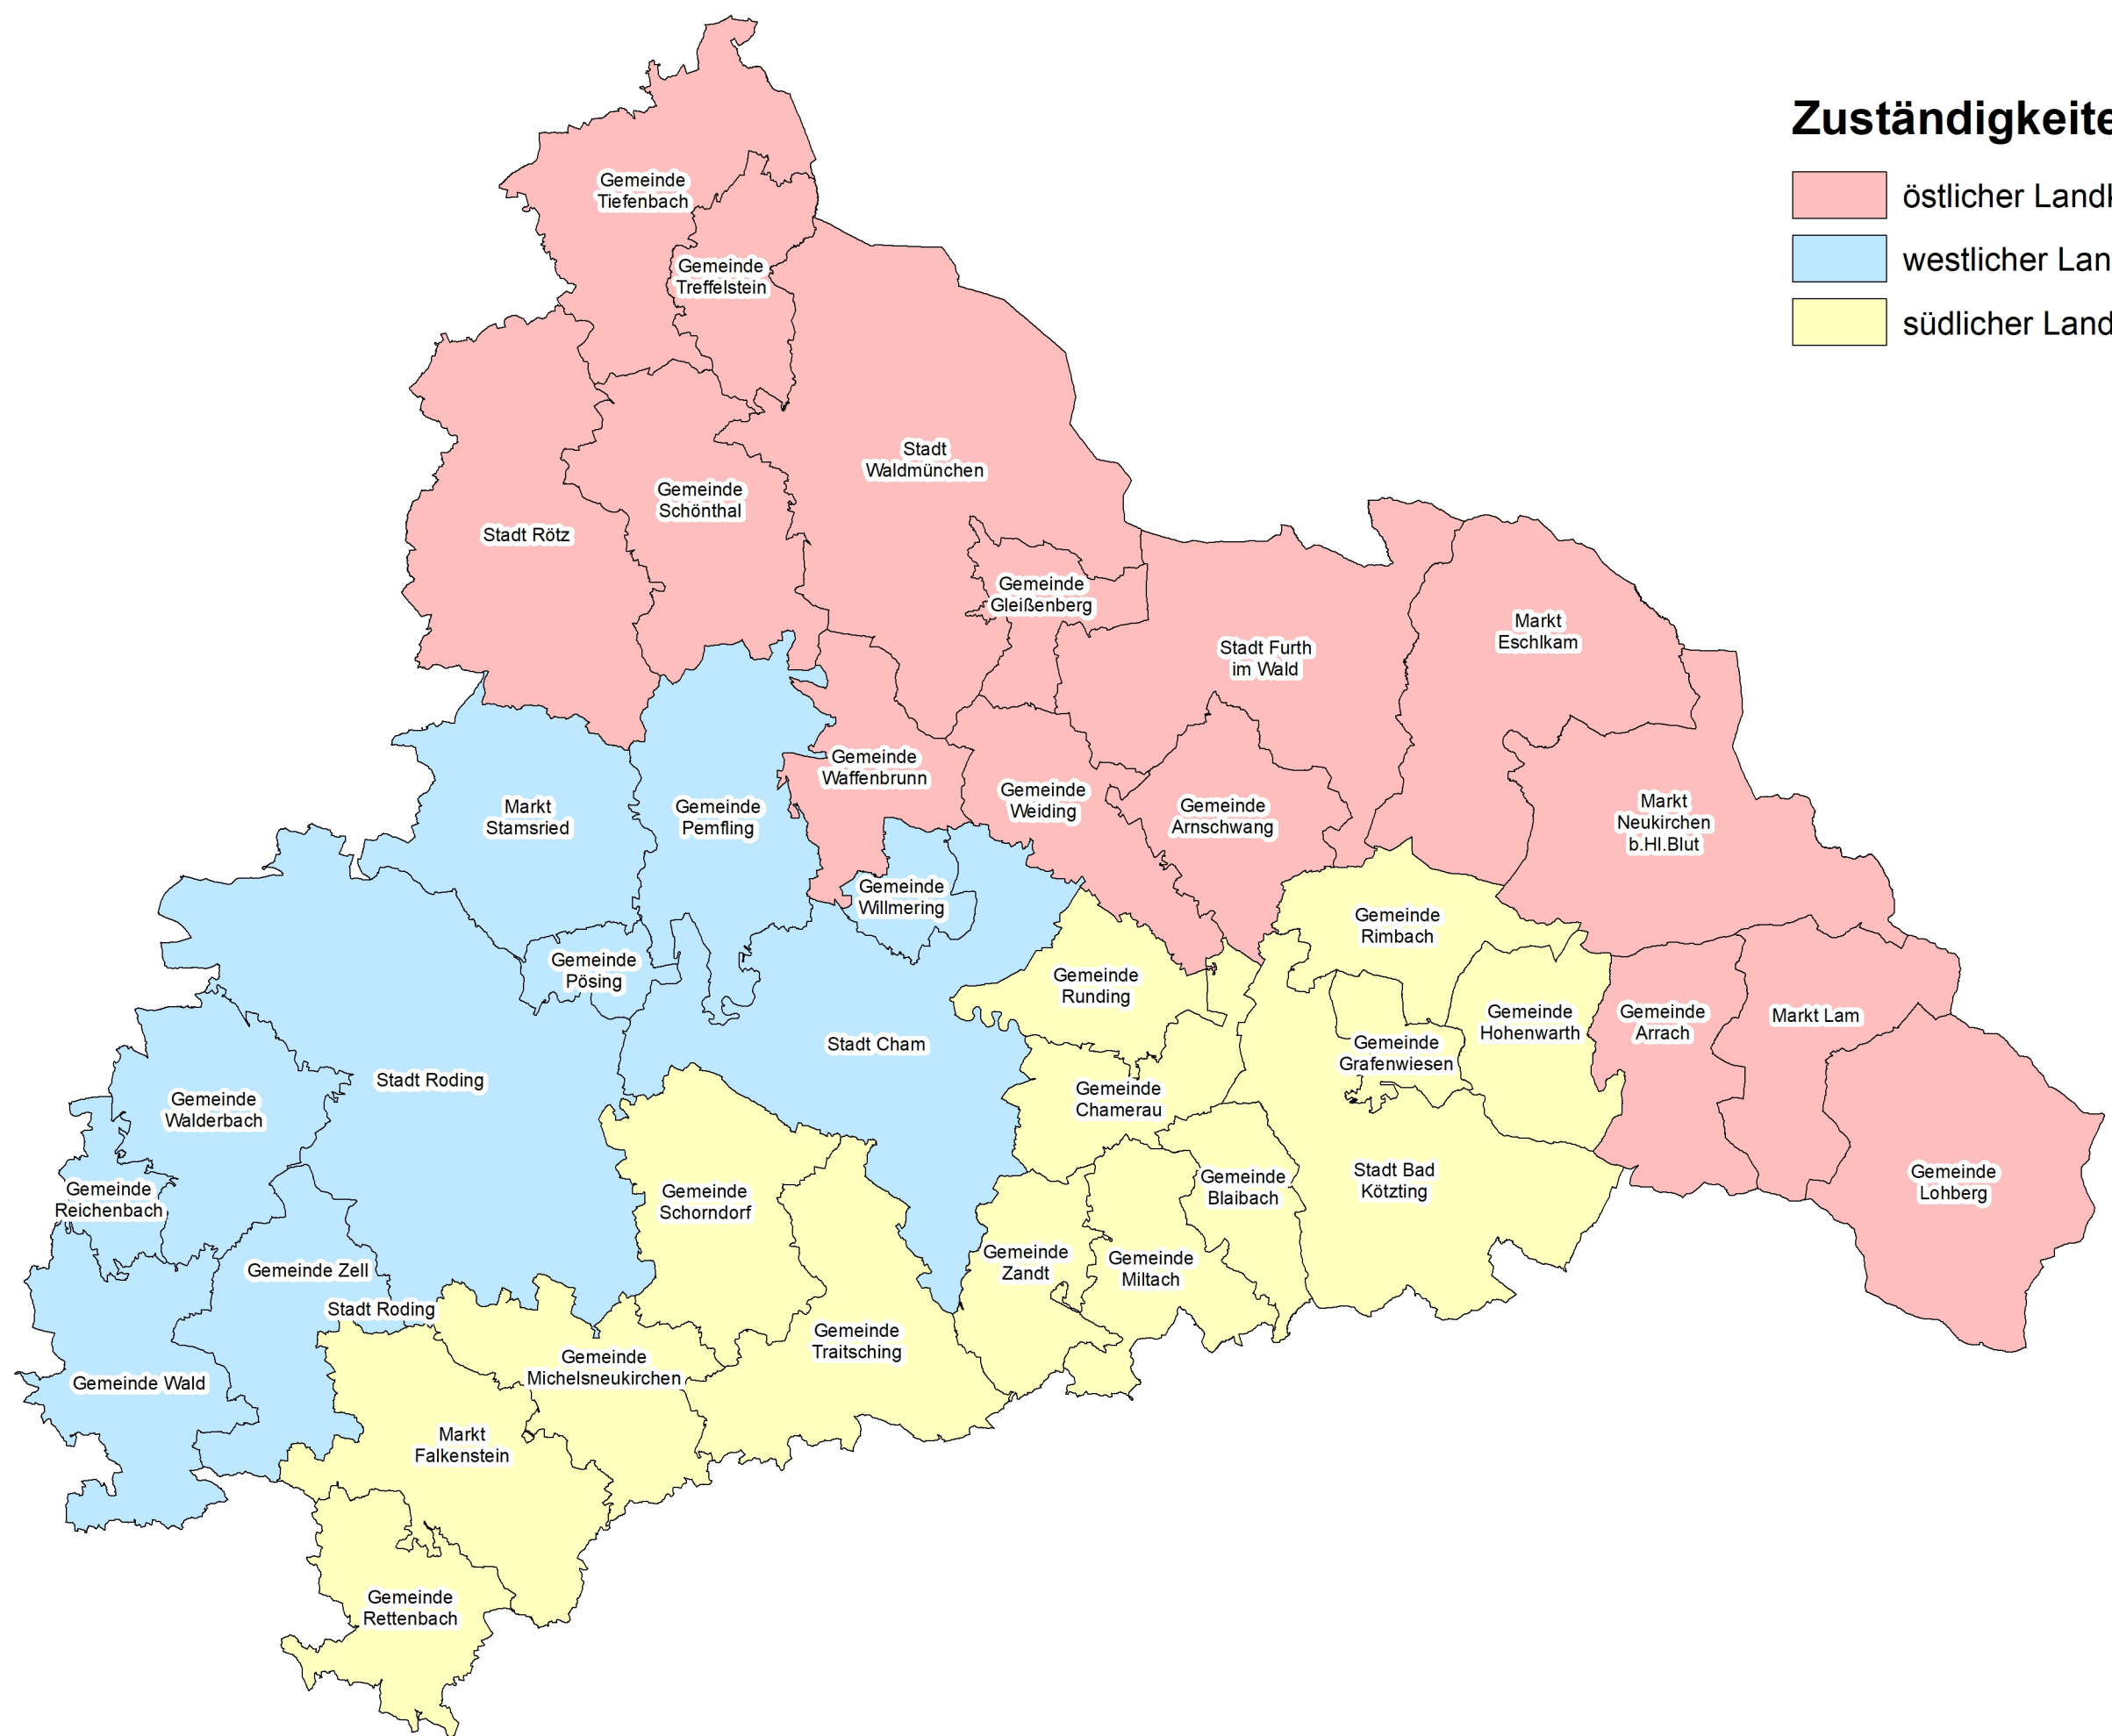 Zuständigkeite
östlicher Landk
westlicher Lan
südlicher Land
Gemeinde
Tiefenbach
Gemeinde
Treffelstein
Stadt
Waldmünchen
Gemeinde
Schönthal
Stadt Rötz
Gemeinde
Gleißenberg
Stadt Furth
im Wald
Markt
Eschlkam
Gemeinde
Waffenbrunn
Gemeinde
Weiding
Gemeinde
Arnschwang
Markt
Neukirchen
b.Hl.Blut
Markt
Stamsried
Gemeinde
Pemfling
Gemeinde
Willmering
Gemeinde
Rimbach
Gemeinde
Pösing
Gemeinde
Runding
Gemeinde
Hohenwarth
Gemeinde
Arrach
Markt Lam
Stadt Cham
Gemeinde
Grafenwiesen
Stadt Roding
Gemeinde
Walderbach
Gemeinde
Chamerau
Gemeinde
Reichenbach
Gemeinde
Schorndorf
Gemeinde
Blaibach
Stadt Bad
Kötzting
Gemeinde
Lohberg
Gemeinde Zell
Gemeinde
Zandt
Gemeinde
Miltach
Stadt Roding
Gemeinde
Traitsching
Gemeinde
Michelsneukirchen
Gemeinde Wald
Markt
Falkenstein
Gemeinde
Rettenbach